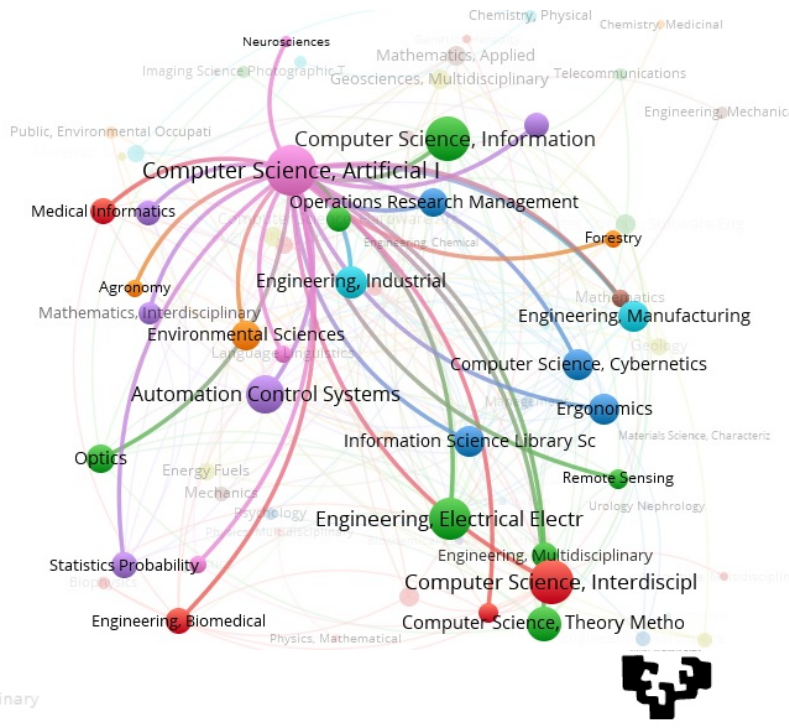 Chemistry, Physical
Chemistry, Medicinal
Neurosciences
Mathematics, Applied
Imaging Science Photographic T
Geosciences, Multidisciplinary
Telecommunications
Engineering, Mechanic
Public, Environmental Occupati
Computer Science, Information
Computer Science, Artificial I
Operations Research Management
Medical Informatics
Forestry
Engineering, Chemical
Engineering, Industrial
Agronomy
Mathematics
Mathematics, Interdisciplinary
Engineering, Manufacturing
Environmental Sciences
Geology
Language Linguistics
Computer Science, Cybernetics
Automation Control Systems
Ergonomics
Information Science Library Sc
Materials Science, Characteriz
Optics
Energy Fuels
Remote Sensing
Mechanics
Urology Nephrology
Psychology
Engineering, Electrical Electr
Engineering, Multidisciplinary
Statistics Probability
Biophysics
Computer Science, Interdiscipl
Engineering, Biomedical
Computer Science, Theory Metho
Physics, Mathematical
inary